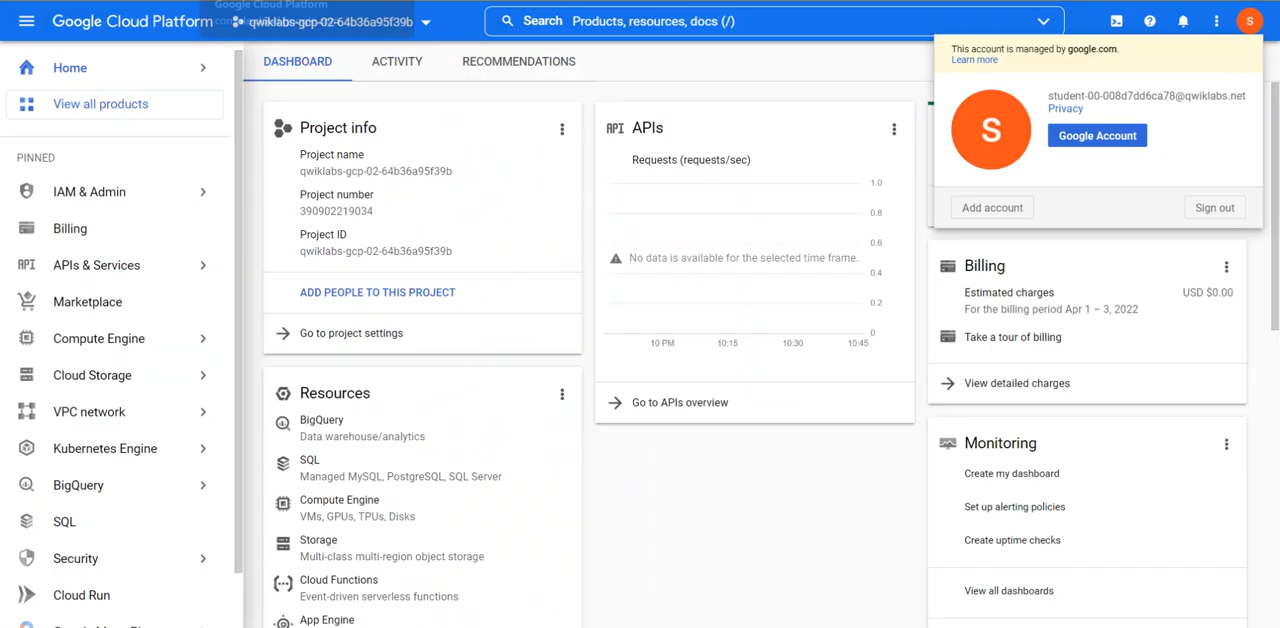 Google Cloud Platform
Google Cloud Platform
qwiklabs-gcp-02-64b36a95f39b
Search Products, resources, docs (/)
S
Home
View all products
PINNED
IAM & Admin
Billing
API APIs & Services
Marketplace
Compute Engine
Cloud Storage
VPC network
Kubernetes Engine
BigQuery
SQL
Security
Cloud Run
DASHBOARD
ACTIVITY
RECOMMENDATIONS
Project info
Project name
qwiklabs-gcp-02-64b36a95f39b
Project number
390902219034
Project ID
qwiklabs-gcp-02-64b36a95f39b
ADD PEOPLE TO THIS PROJECT
Go to project settings
Resources
BigQuery
Data warehouse/analytics
SQL
Managed MySQL, PostgreSQL, SQL Server
Compute Engine
VMs, GPUs, TPUs, Disks
Storage
Multi-class multi-region object storage
Cloud Functions
Event-driven serverless functions
App Engine
API APIs
Requests (requests/sec)
1.0
0.8
0.6
No data is available for the selected time frame.
0.4
0.2
0
10 PM 10:15 10:30 10:45
Go to APIs overview
This account is managed by google.com.
Learn more
S
student-00-008d7dd6ca78@qwiklabs.net
Privacy
Google Account
Add account
Sign out
Billing
Estimated charges USD $0.00
For the billing period Apr 1 – 3, 2022
Take a tour of billing
View detailed charges
Monitoring
Create my dashboard
Set up alerting policies
Create uptime checks
View all dashboards